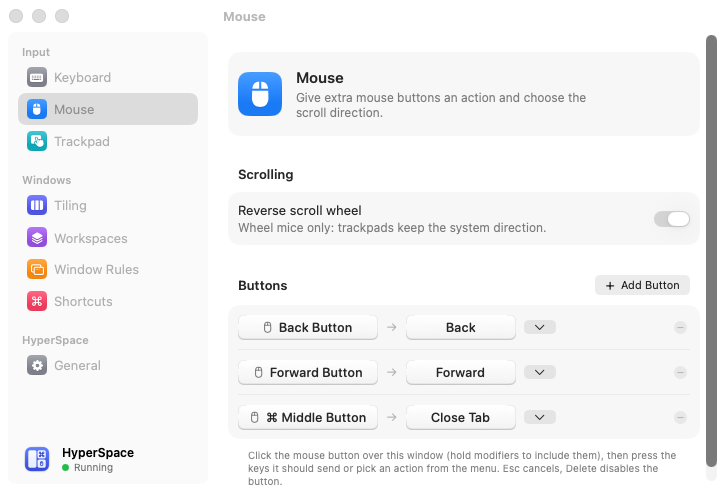 Mouse
Input
Keyboard
Mouse
Trackpad
Windows
Tiling
Workspaces
Window Rules
Shortcuts
HyperSpace
General
HyperSpace
Running
Mouse
Give extra mouse buttons an action and choose the
scroll direction.
Scrolling
Reverse scroll wheel
Wheel mice only: trackpads keep the system direction.
Buttons
+ Add Button
Back Button → Back
Forward Button → Forward
⌘ Middle Button → Close Tab
Click the mouse button over this window (hold modifiers to include them), then press the
keys it should send or pick an action from the menu. Esc cancels, Delete disables the
button.